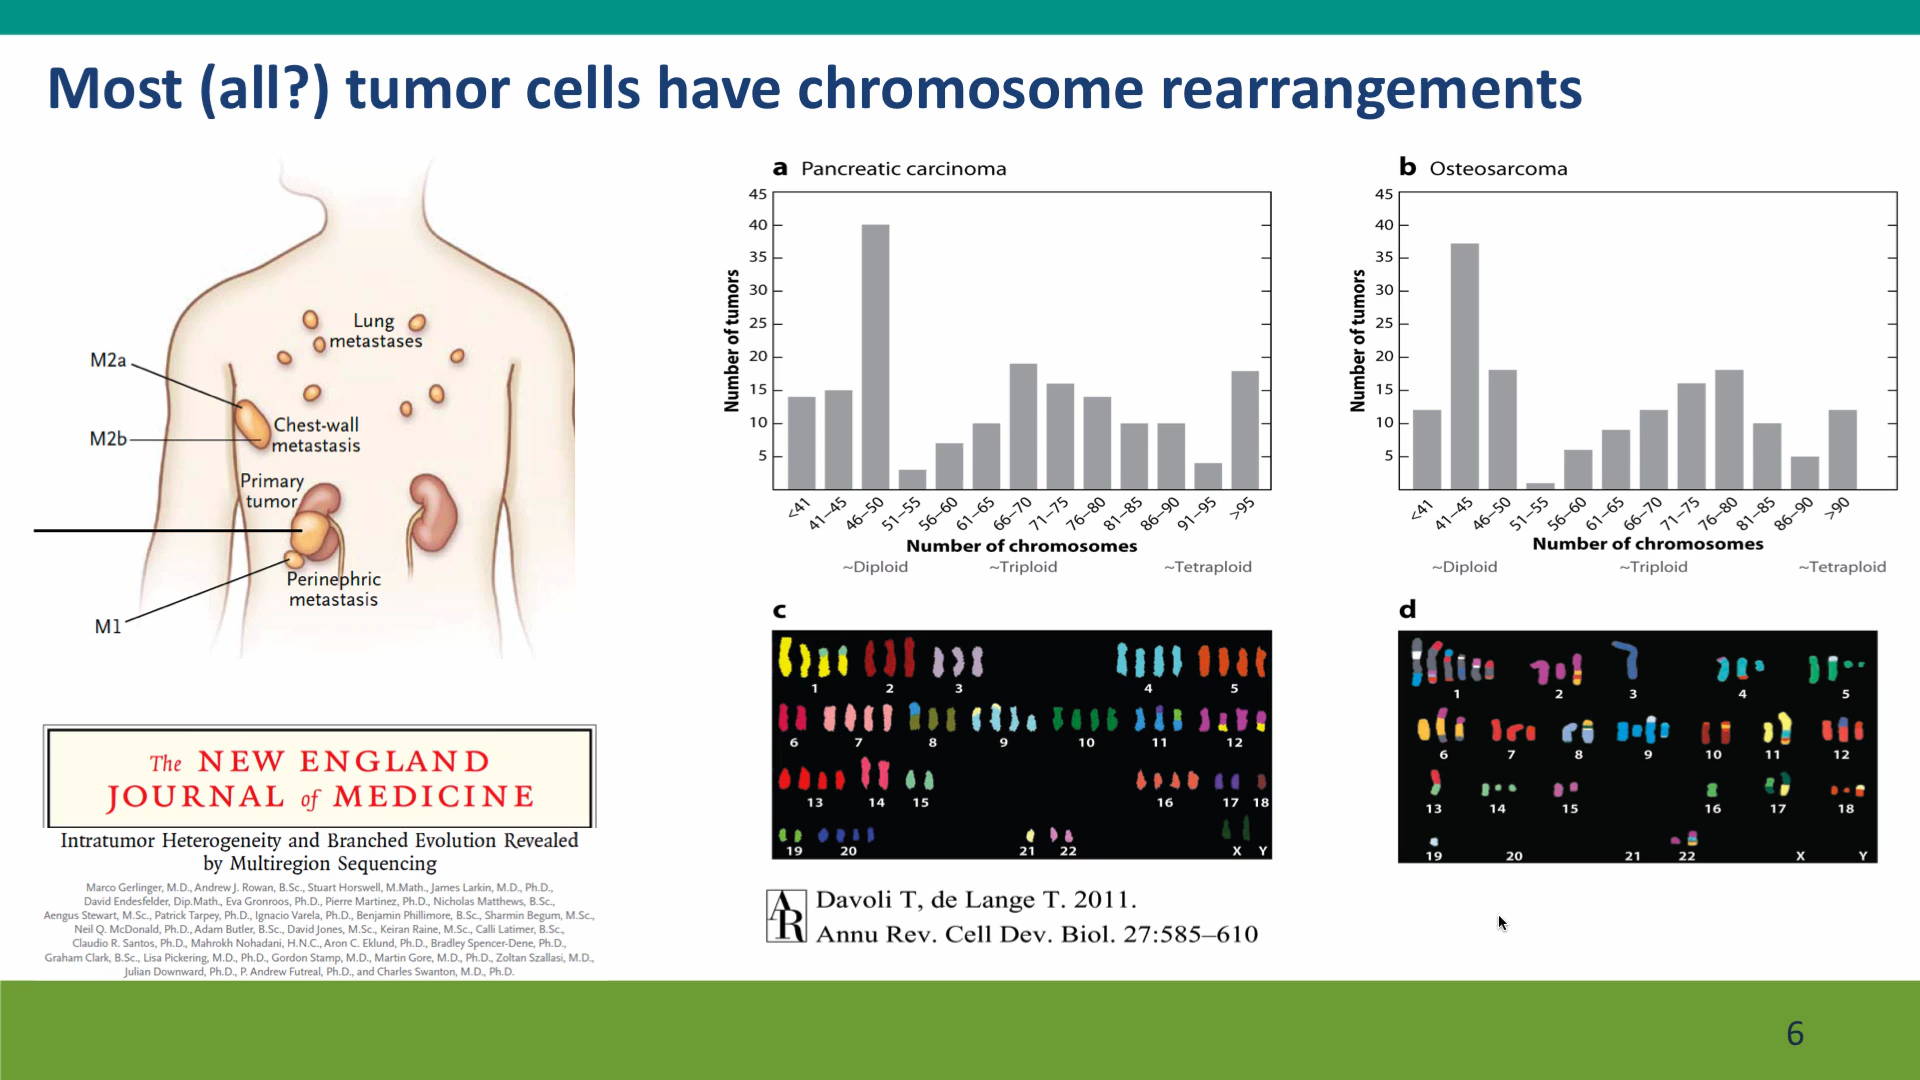 Most (all?) tumor cells have chromosome rearrangements
Lung
metastases
M2a
Chest-wall
metastasis
M2b
Primary
tumor
Perinephric
metastasis
M1
The NEW ENGLAND
JOURNAL of MEDICINE
Intratumor Heterogeneity and Branched Evolution Revealed
by Multiregion Sequencing
Marco Gerlinger, M.D., Andrew J. Rowan, B.Sc., Stuart Horswell, M.Math., James Larkin, M.D., Ph.D.,
David Endesfelder, Dip.Math., Eva Gronroos, Ph.D., Pierre Martinez, Ph.D., Nicholas Matthews, B.Sc.,
Aengus Stewart, M.Sc., Patrick Tarpey, Ph.D., Ignacio Varela, Ph.D., Benjamin Phillimore, B.Sc., Sharmin Begum, M.Sc.,
Neil Q. McDonald, Ph.D., Adam Butler, B.Sc., David Jones, M.Sc., Keiran Raine, M.Sc., Calli Latimer, B.Sc.,
Claudio R. Santos, Ph.D., Mahrokh Nohadani, H.N.C., Aron C. Eklund, Ph.D., Bradley Spencer-Dene, Ph.D.,
Graham Clark, B.Sc., Lisa Pickering, M.D., Ph.D., Gordon Stamp, M.D., Martin Gore, M.D., Ph.D., Zoltan Szallasi, M.D.,
Julian Downward, Ph.D., P. Andrew Futreal, Ph.D., and Charles Swanton, M.D., Ph.D.
a Pancreatic carcinoma
Number of tumors
45
40
35
30
25
20
15
10
5
<41 41–45 46–50 51–55 56–60 61–65 66–70 71–75 76–80 81–85 86–90 91–95 >95
Number of chromosomes
~Diploid ~Triploid ~Tetraploid
b Osteosarcoma
Number of tumors
45
40
35
30
25
20
15
10
5
<41 41–45 46–50 51–55 56–60 61–65 66–70 71–75 76–80 81–85 86–90 >90
Number of chromosomes
~Diploid ~Triploid ~Tetraploid
c
1 2 3 4 5
6 7 8 9 10 11 12
13 14 15 16 17 18
19 20 21 22 X Y
d
1 2 3 4 5
6 7 8 9 10 11 12
13 14 15 16 17 18
19 20 21 22 X Y
AR
Davoli T, de Lange T. 2011.
Annu Rev. Cell Dev. Biol. 27:585–610
6